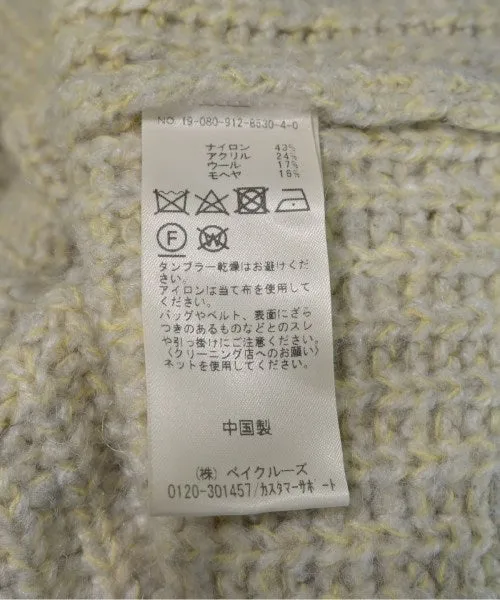 NO. 19-080-912-8530-4-0
ナイロン 43%
アクリル 24%
ウール 17%
モヘヤ 16%
F
W
タンブラー乾燥はお避けくだ
さい。
アイロンは当て布を使用して
ください。
バッグやベルト、表面にざら
つきのあるものなどとのスレ
や引っ掛けにご注意ください。
〈クリーニング店へのお願い〉
ネットを使用してください。
中国製
(株) ベイクルーズ
0120-301457/カスタマーサポート